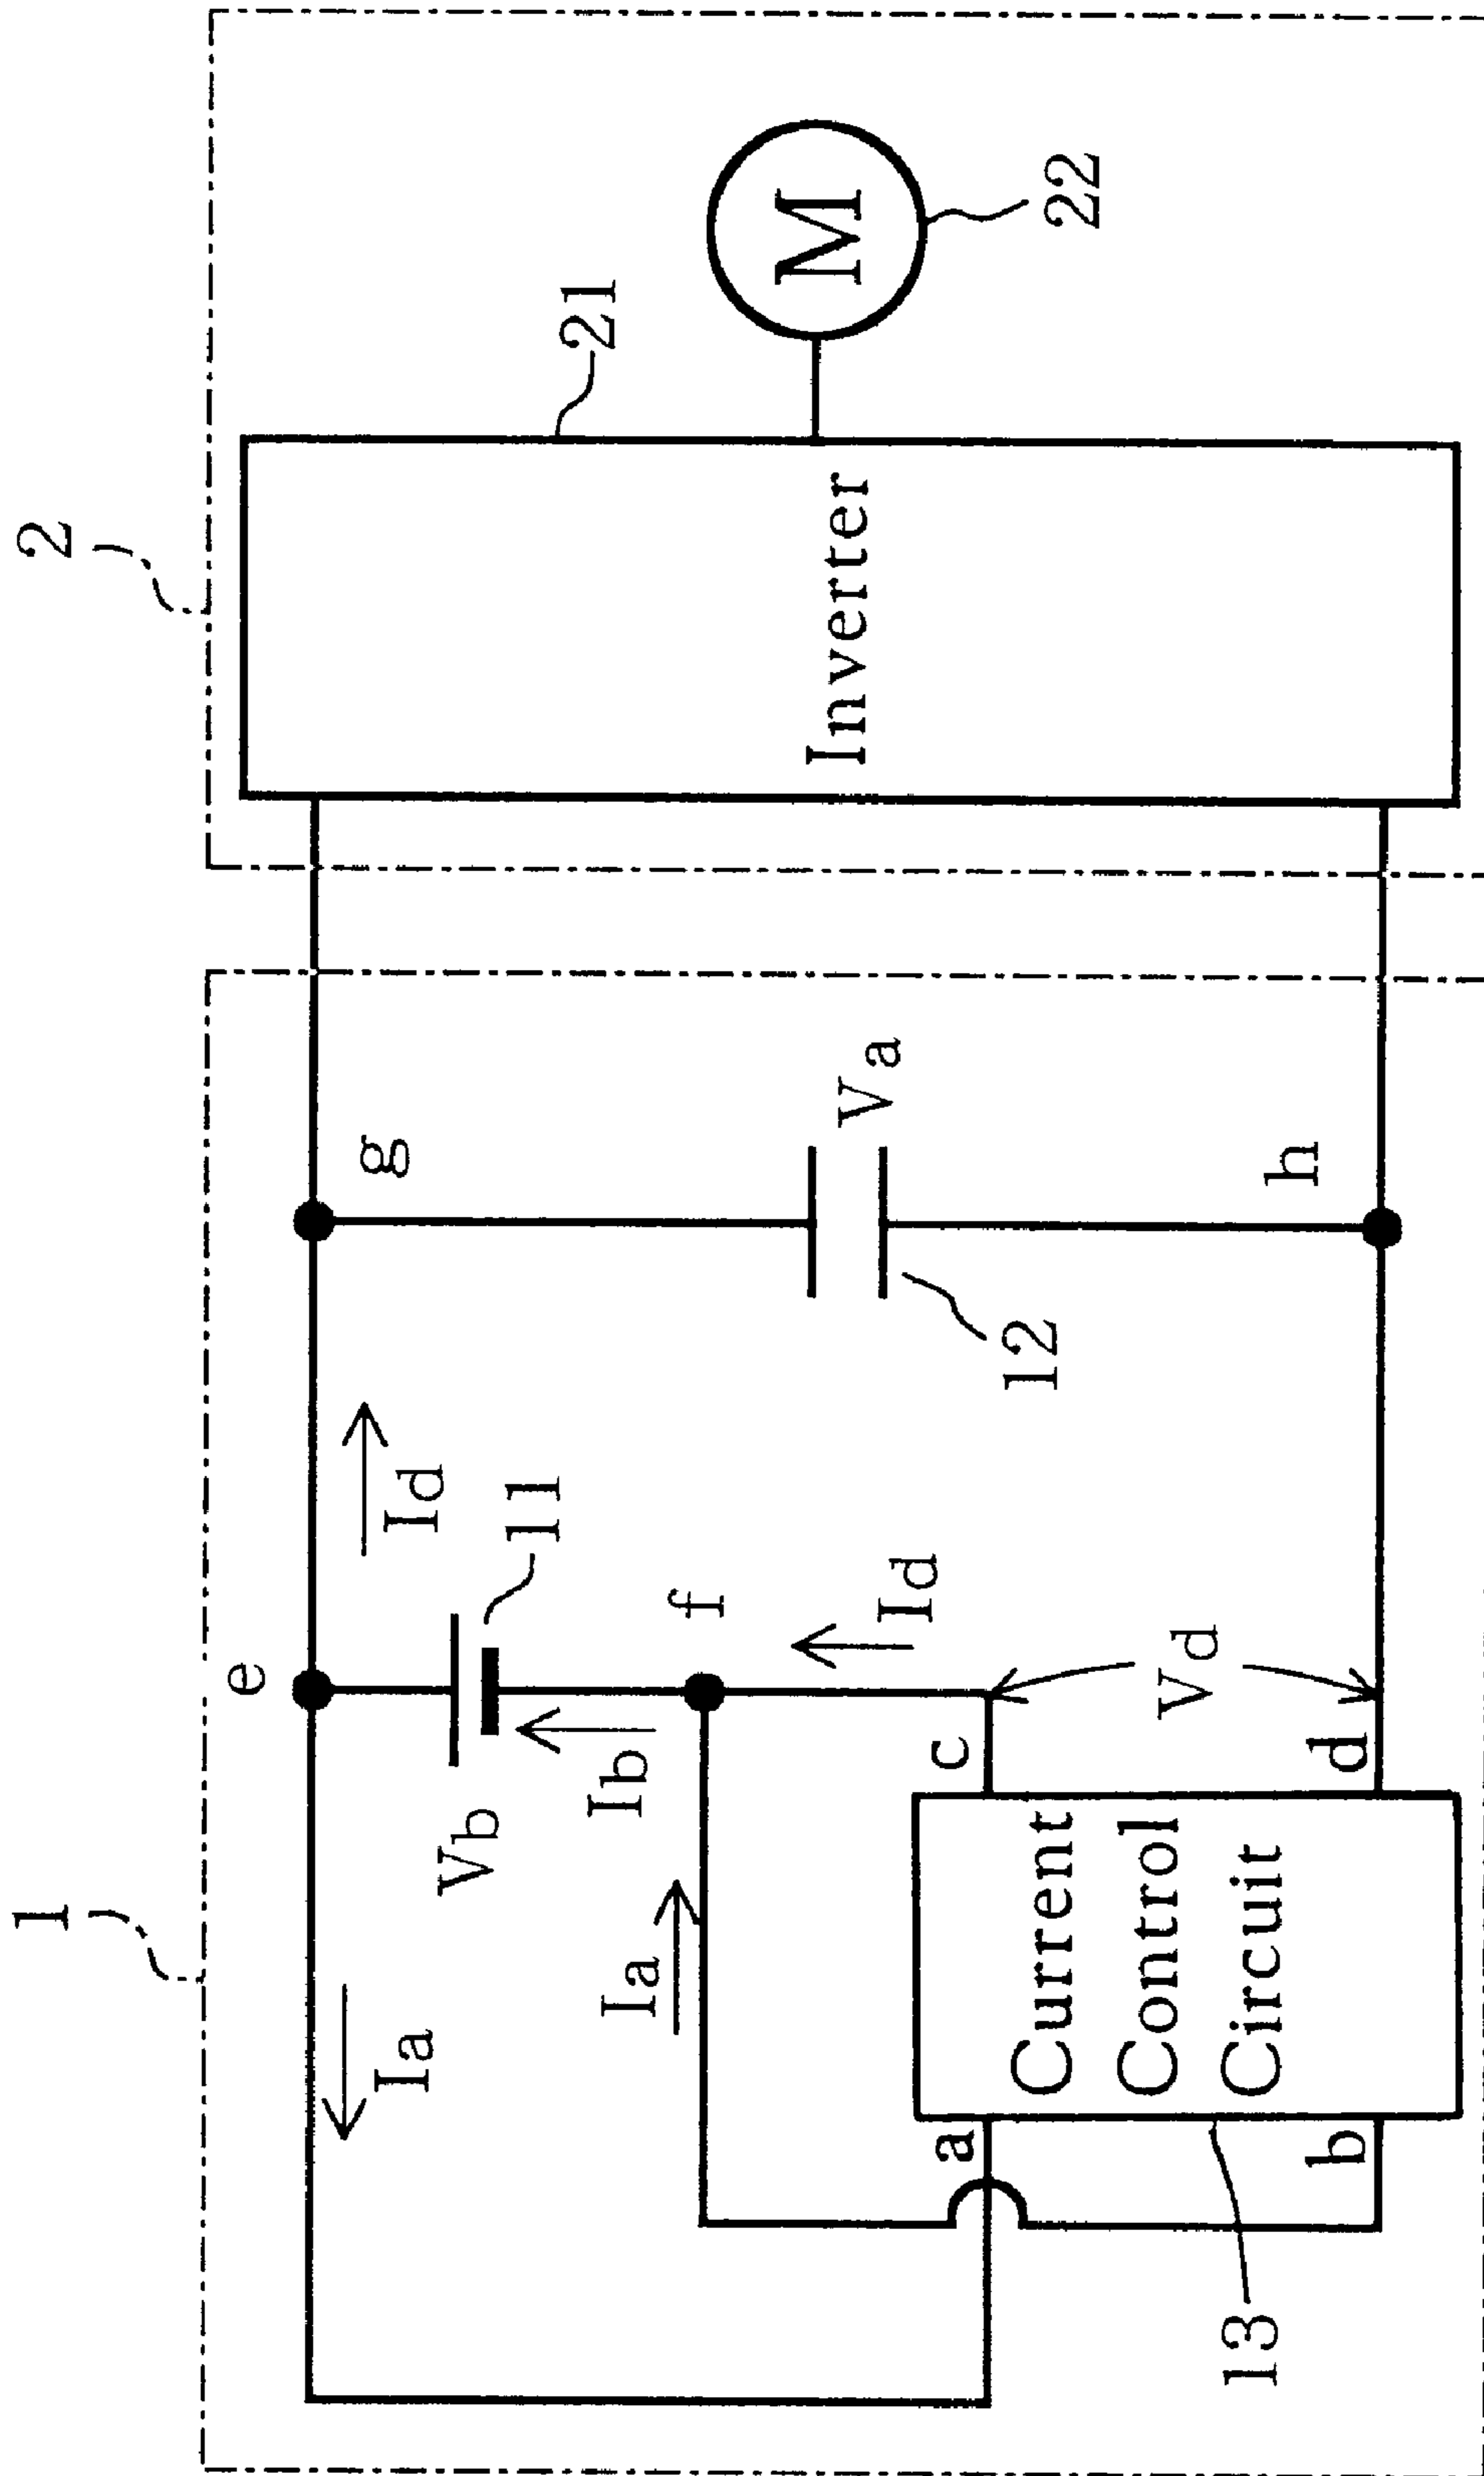 1
2
e
g
Ia
Id
21
Vb
11
Ib
f
Ia
Id
Va
12
M
22
Inverter
a
c
Current
Control
Circuit
Vd
b
d
h
13